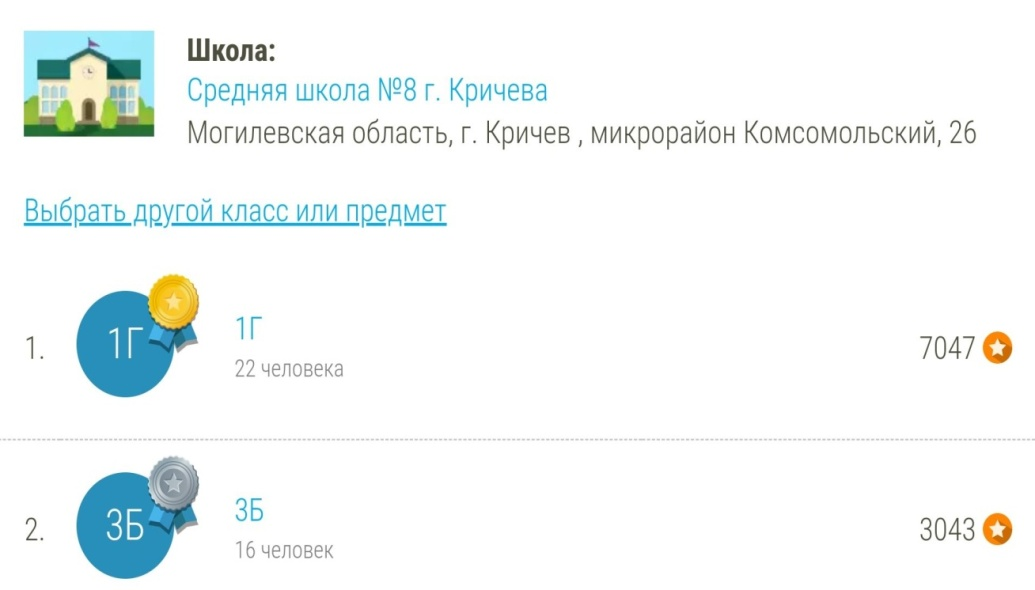 Школа:
Средняя школа №8 г. Кричева
Могилевская область, г. Кричев , микрорайон Комсомольский, 26
Выбрать другой класс или предмет
1.
1Г
1Г
22 человека
7047
2.
3Б
3Б
16 человек
3043